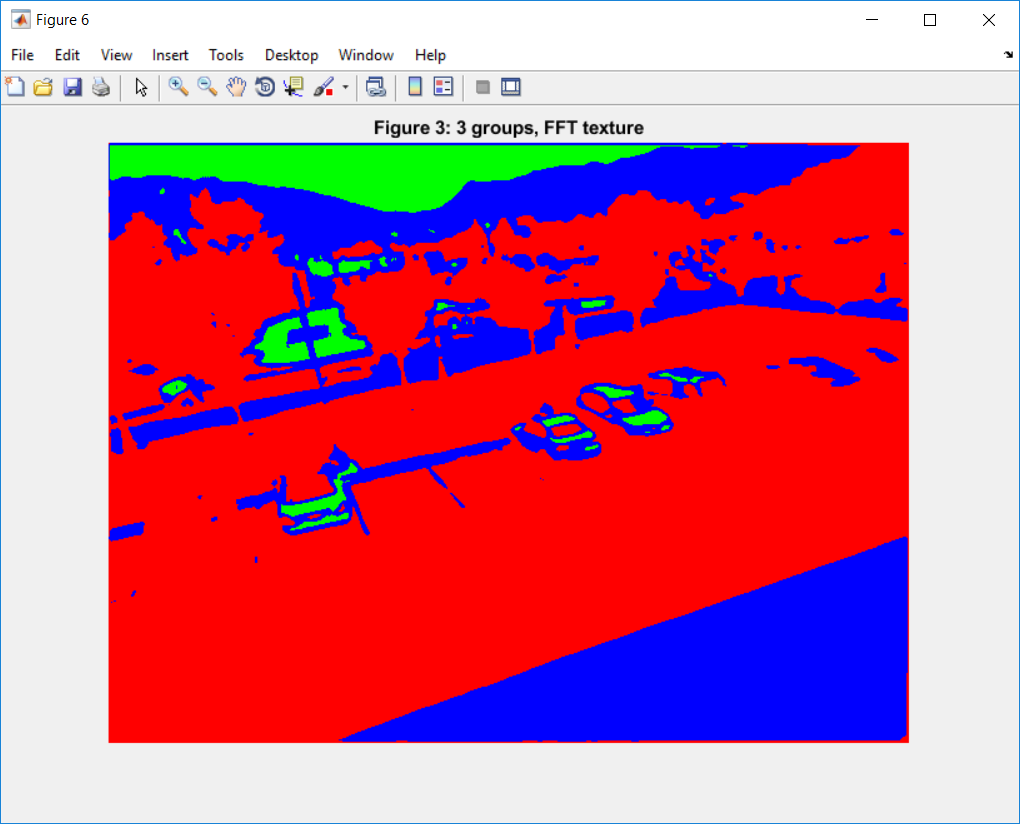 Figure 6
File Edit View Insert Tools Desktop Window Help
Figure 3: 3 groups, FFT texture